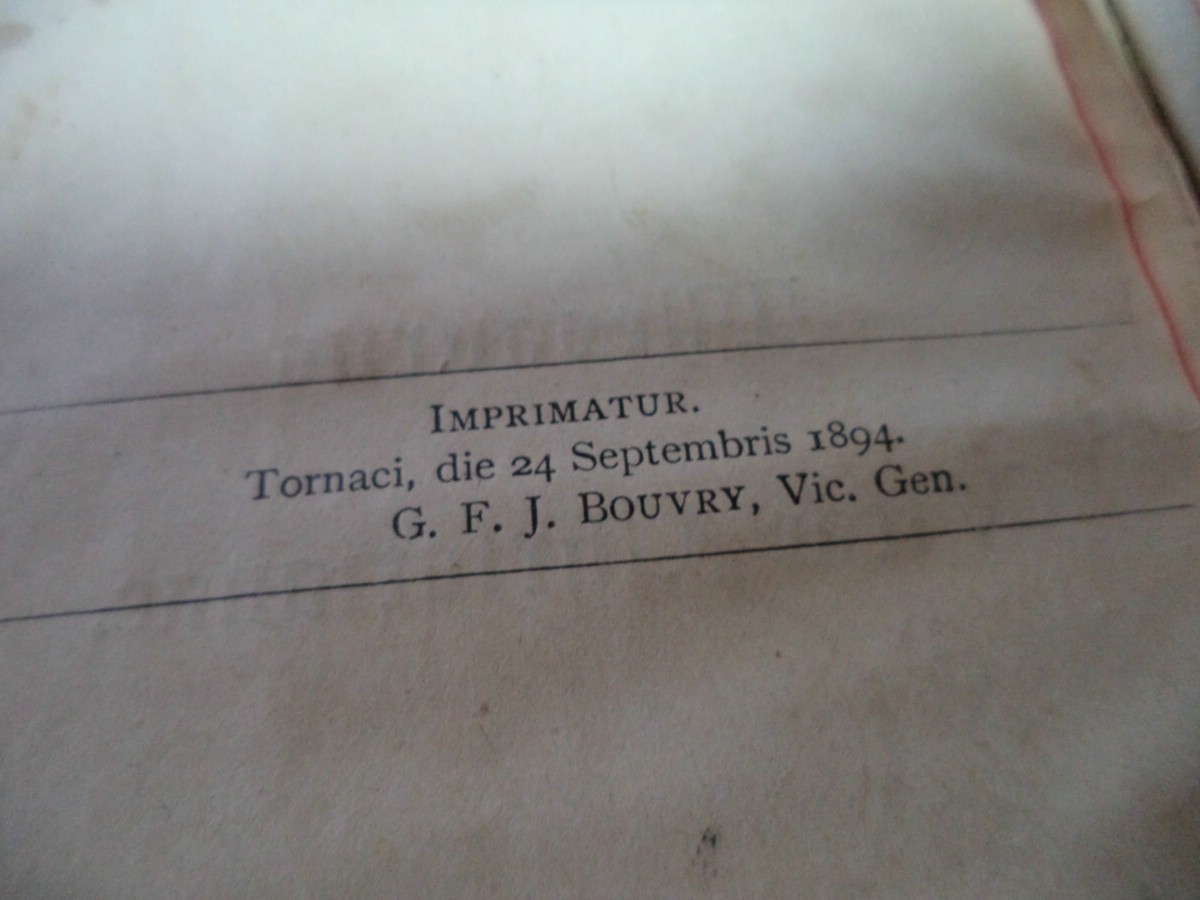 IMPRIMATUR.
Tornaci, die 24 Septembris 1894.
G. F. J. BOUVRY, Vic. Gen.